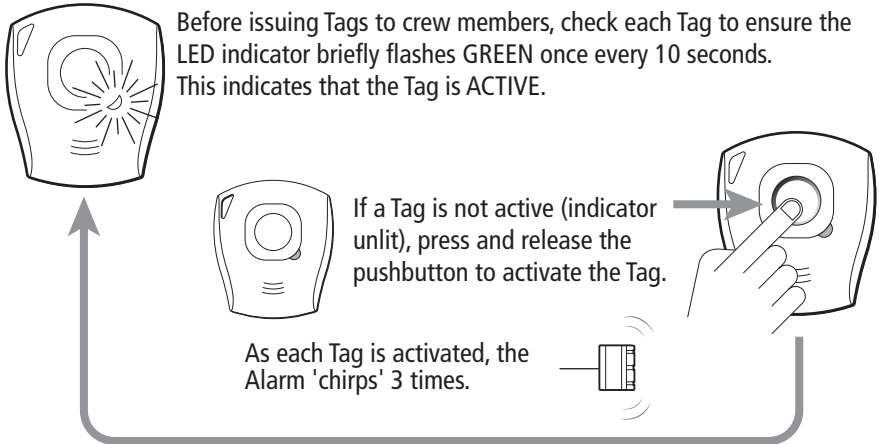 Before issuing Tags to crew members, check each Tag to ensure the
LED indicator briefly flashes GREEN once every 10 seconds.
This indicates that the Tag is ACTIVE.
If a Tag is not active (indicator
unlit), press and release the
pushbutton to activate the Tag.
As each Tag is activated, the
Alarm 'chirps' 3 times.